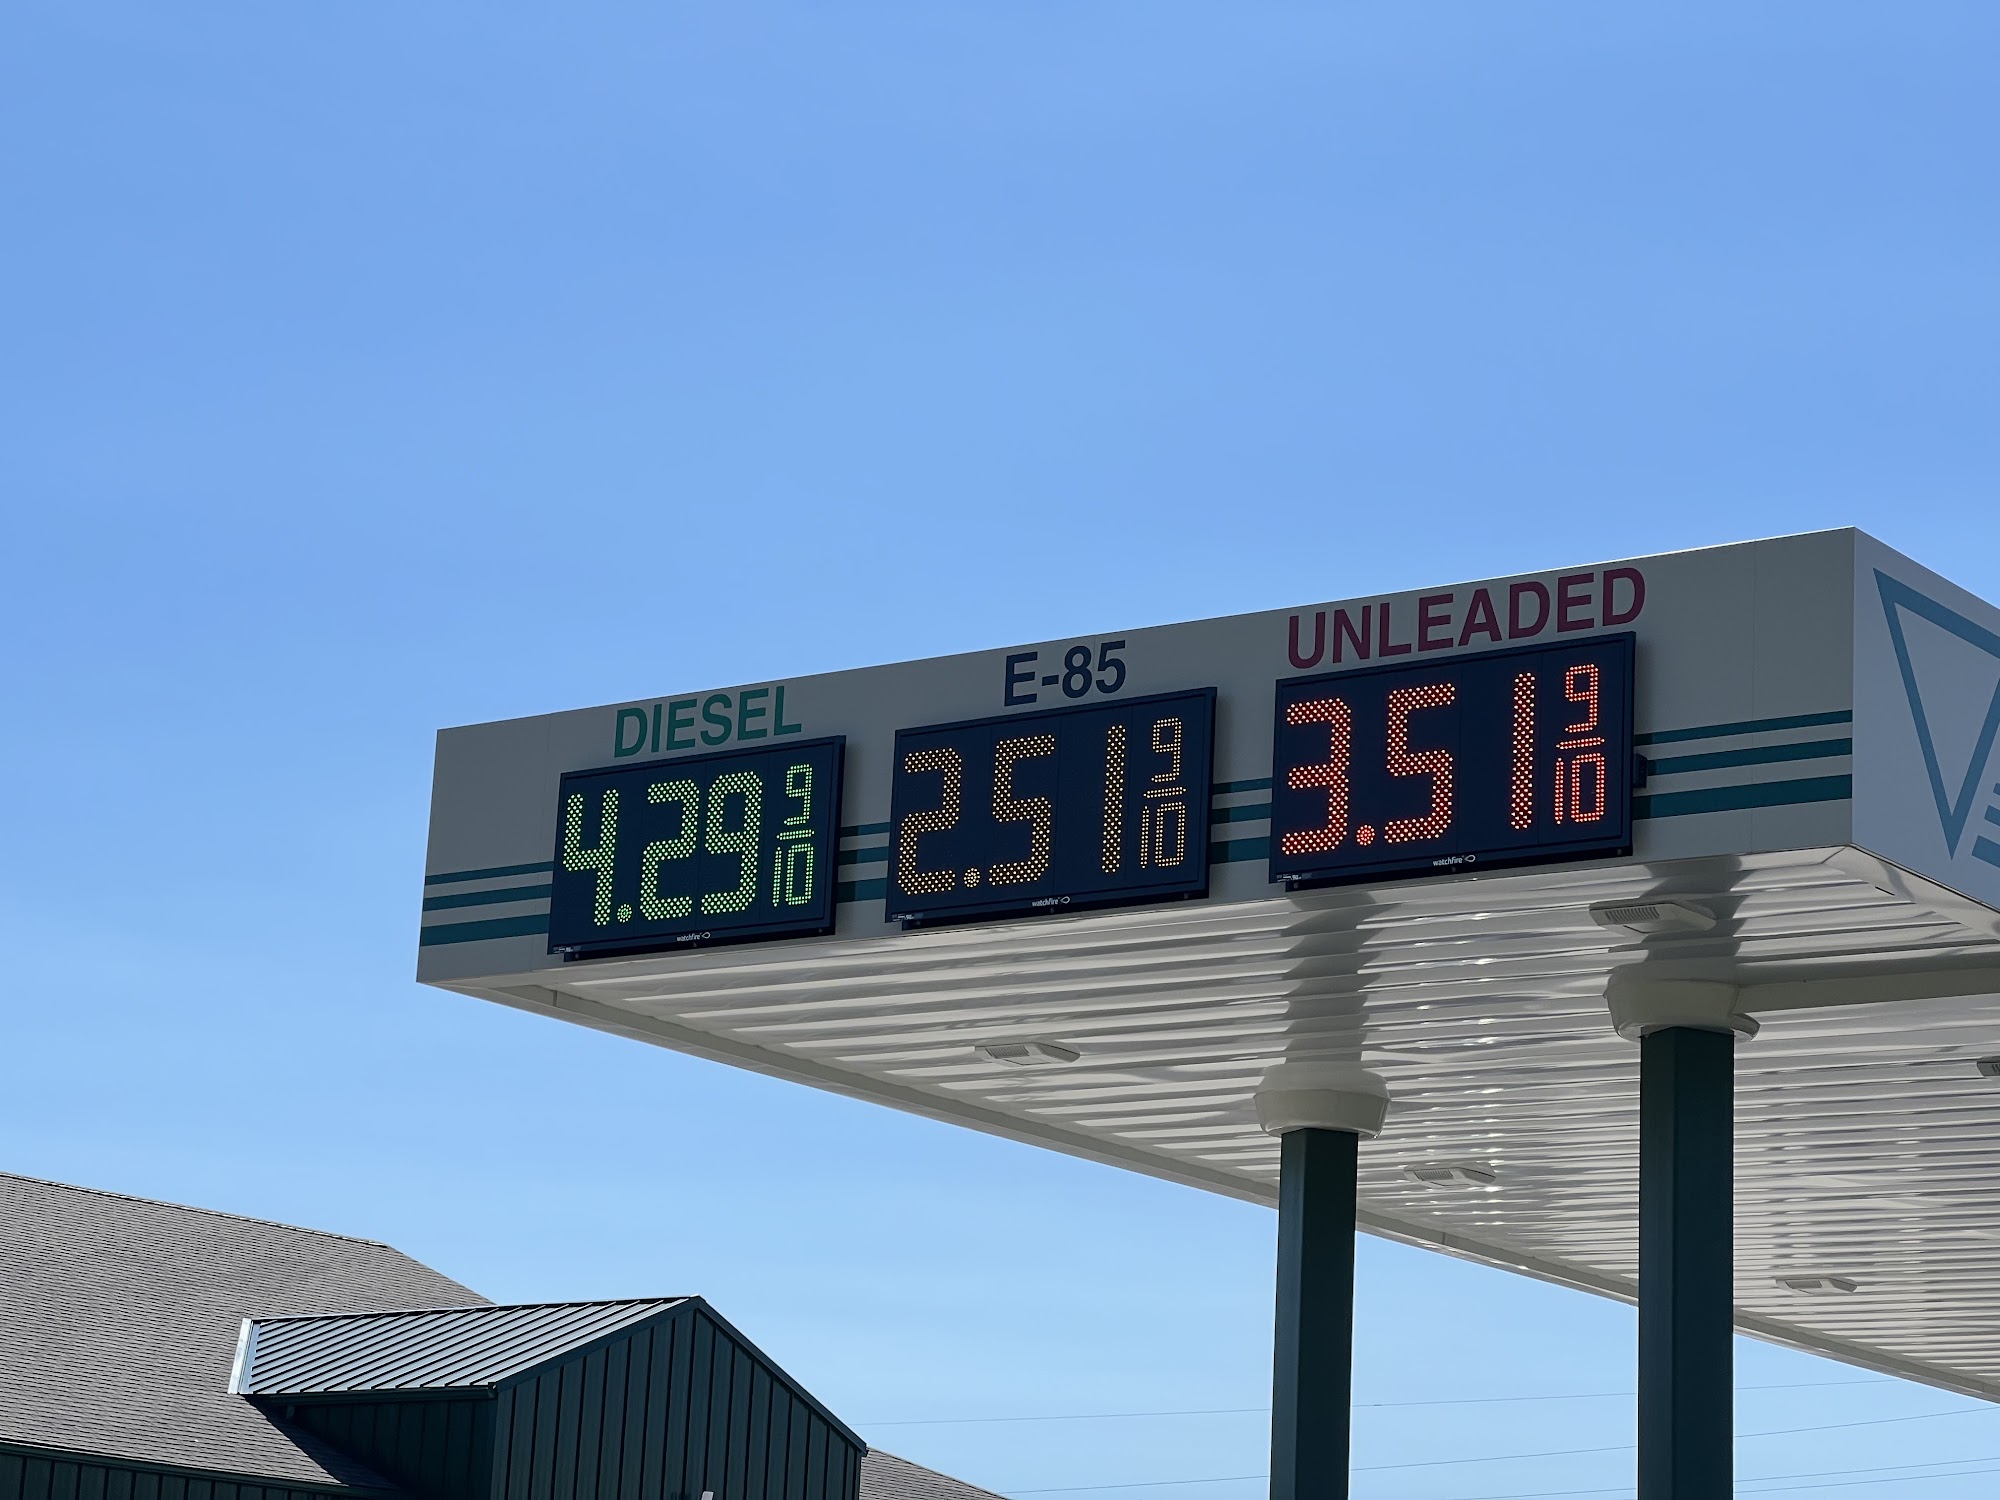 DIESEL
4.29 9/10
watchfire
E-85
2.51 9/10
watchfire
UNLEADED
3.51 9/10
watchfire